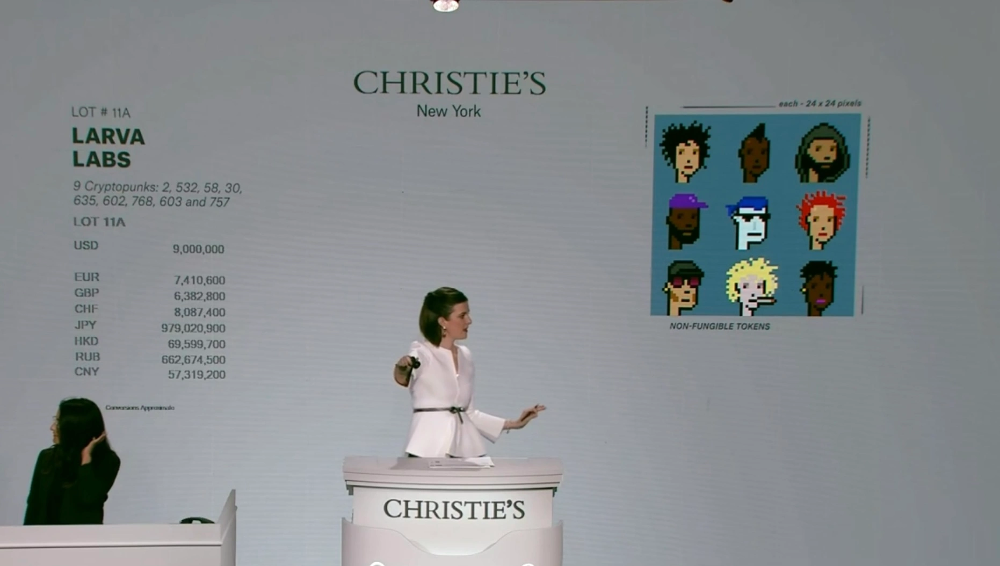 CHRISTIE'S
New York
LOT # 11A
LARVA
LABS
9 Cryptopunks: 2, 532, 58, 30,
635, 602, 768, 603 and 757
LOT 11A
USD 9,000,000
EUR 7,410,600
GBP 6,382,800
CHF 8,087,400
JPY 979,020,900
HKD 69,599,700
RUB 662,674,500
CNY 57,319,200
Conversions Approximate
each - 24 x 24 pixels
NON-FUNGIBLE TOKENS
CHRISTIE'S